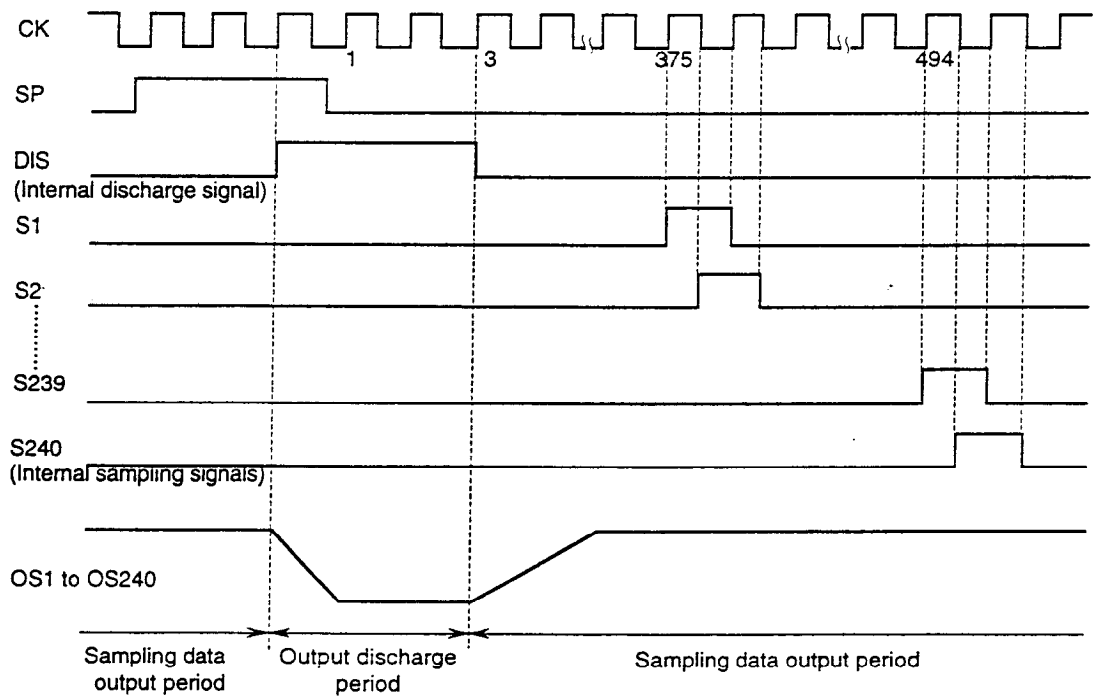 CK
1
3
375
494
SP
DIS
(Internal discharge signal)
S1
S2
S239
S240
(Internal sampling signals)
OS1 to OS240
Sampling data
output period
Output discharge
period
Sampling data output period